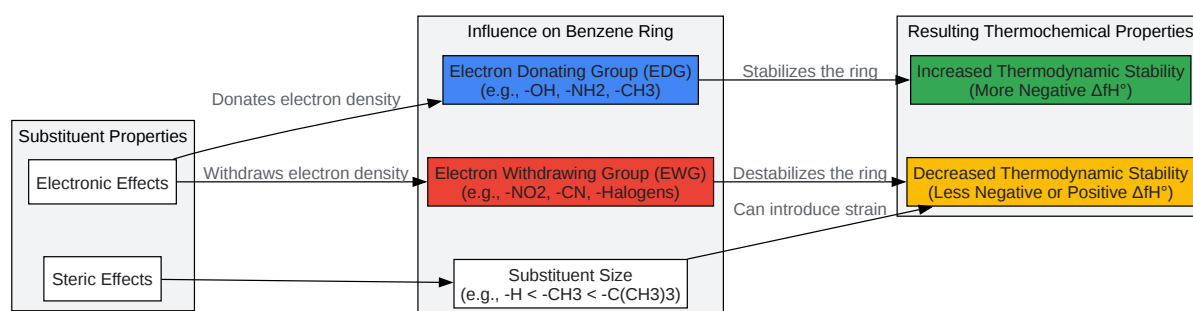 Substituent Properties
Electronic Effects
Steric Effects
Donates electron density
Withdraws electron density
Influence on Benzene Ring
Electron Donating Group (EDG)
(e.g., -OH, -NH2, -CH3)
Electron Withdrawing Group (EWG)
(e.g., -NO2, -CN, -Halogens)
Substituent Size
(e.g., -H < -CH3 < -C(CH3)3)
Stabilizes the ring
Destabilizes the ring
Can introduce strain
Resulting Thermochemical Properties
Increased Thermodynamic Stability
(More Negative ΔfH°)
Decreased Thermodynamic Stability
(Less Negative or Positive ΔfH°)